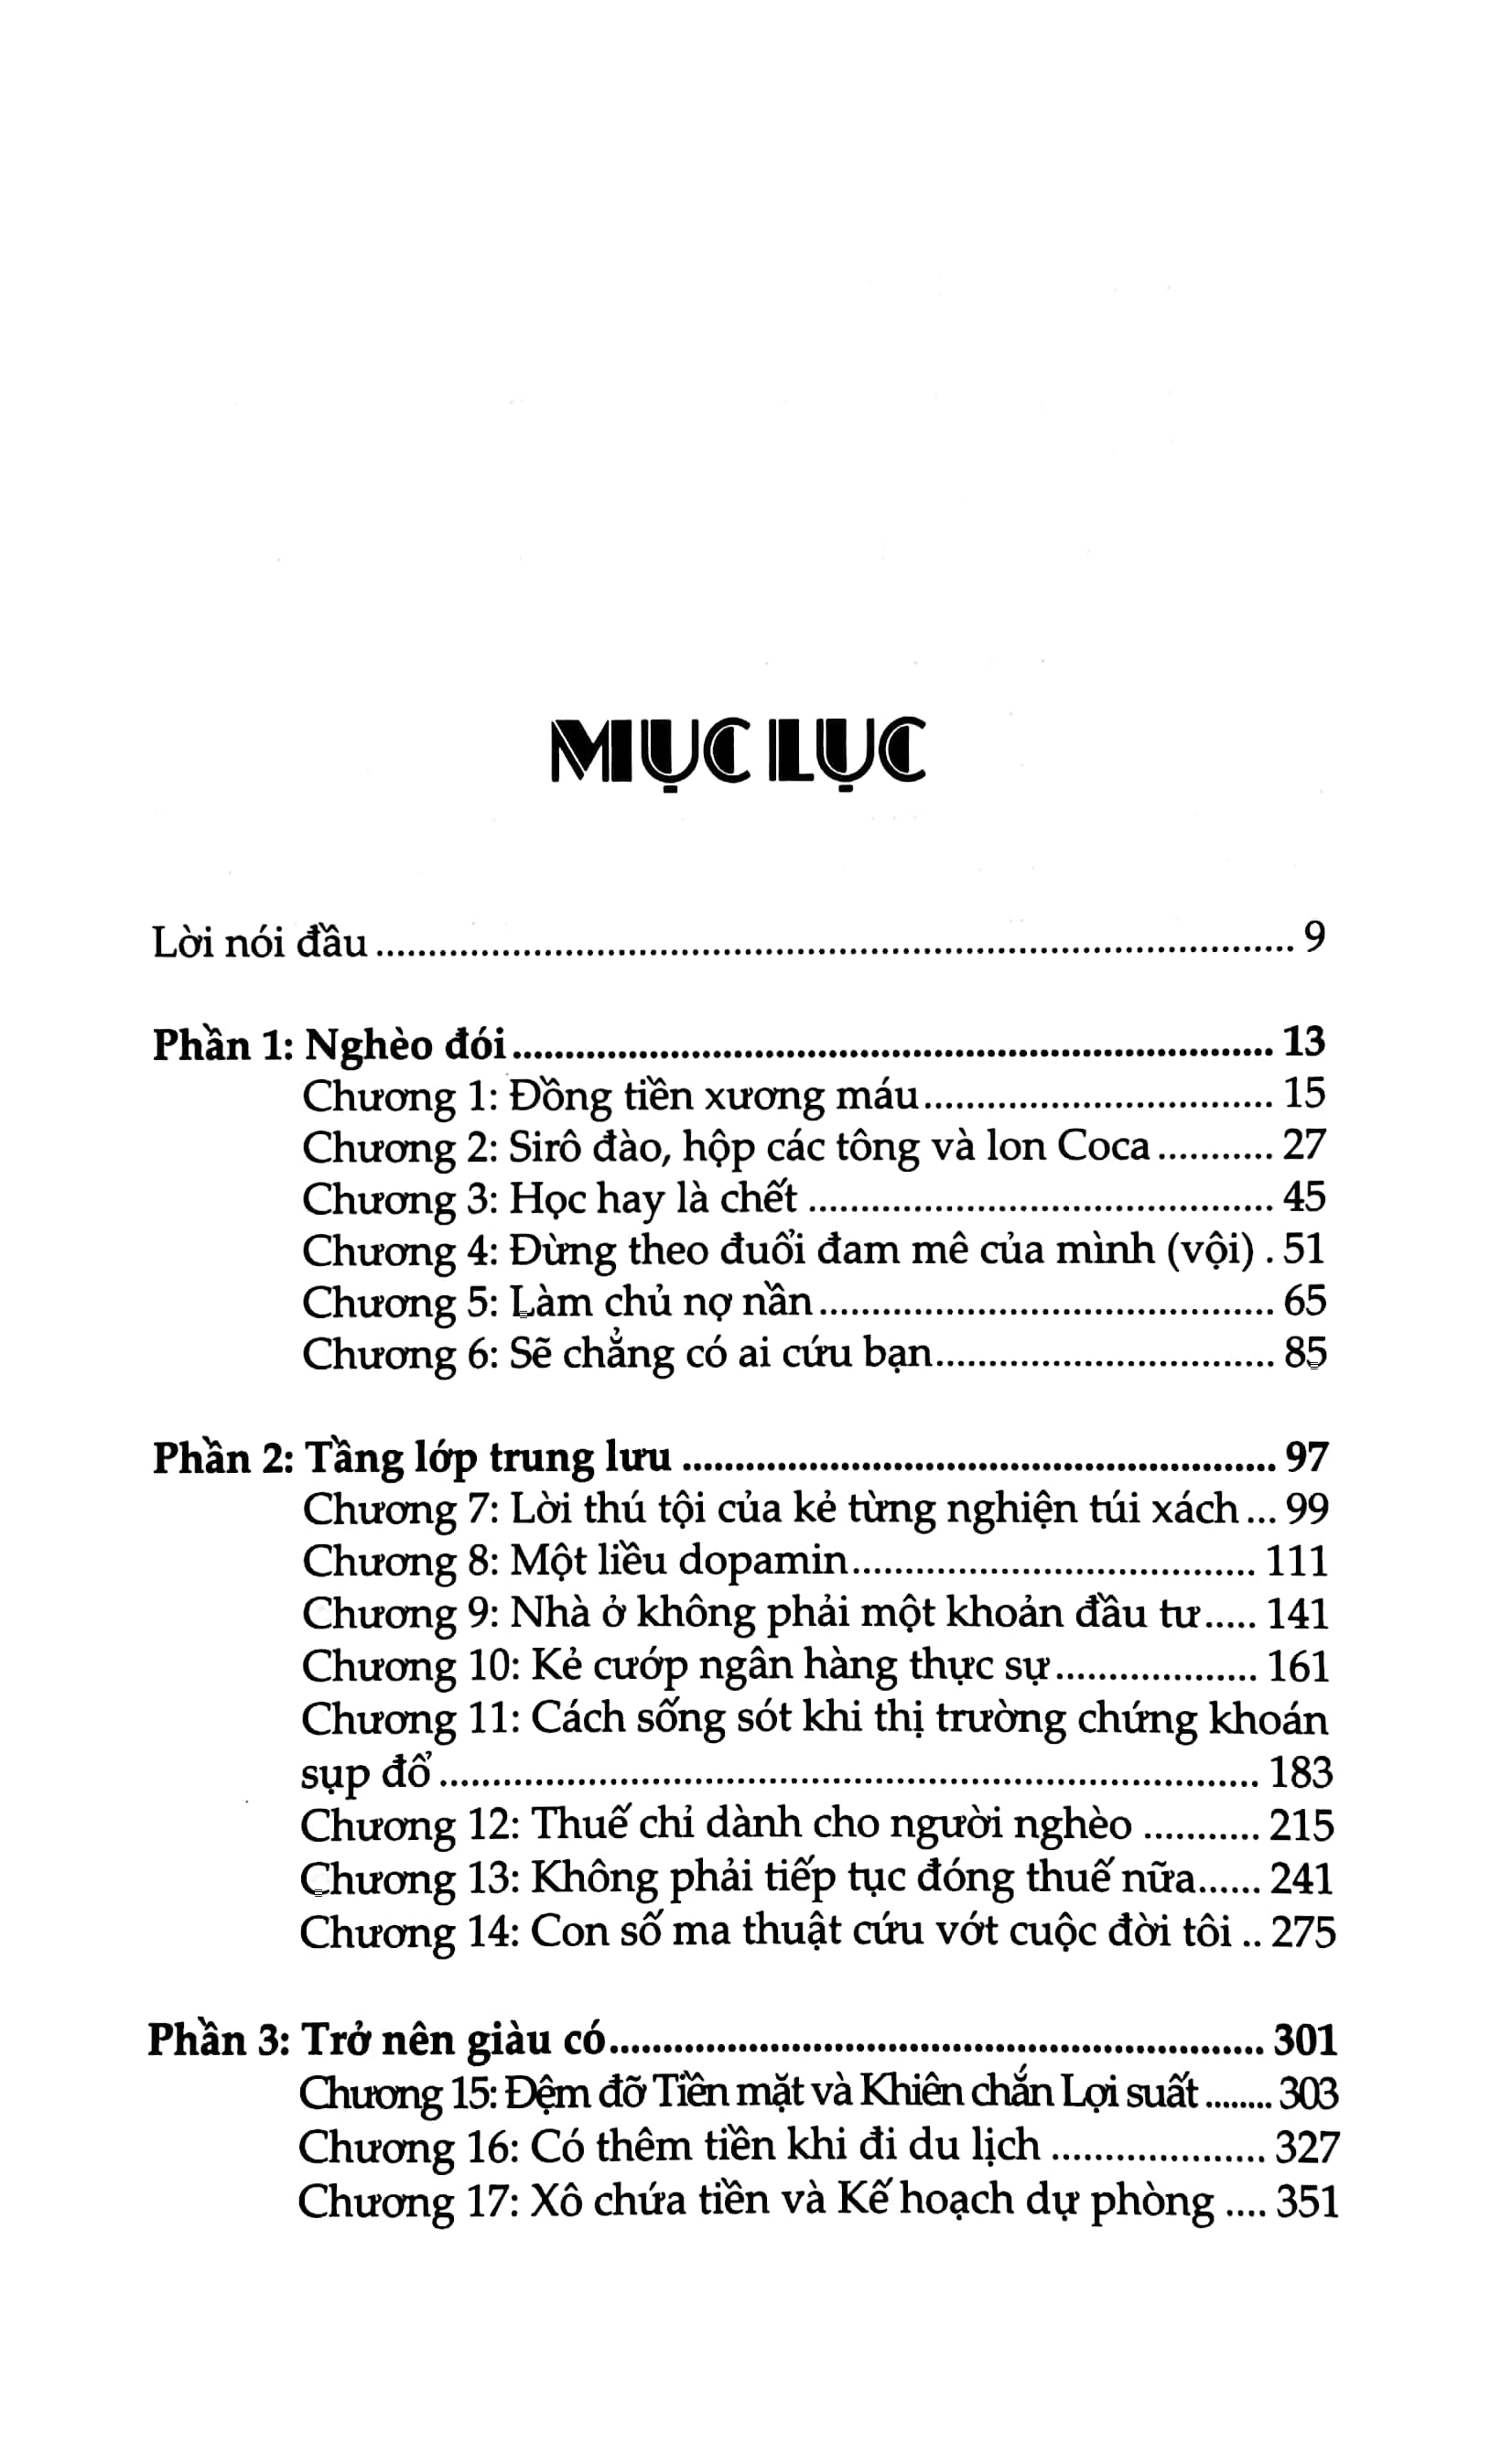 MỤC LỤC
Lời nói đầu ........................................................ 9
Phần 1: Nghèo đói ........................................................ 13
Chương 1: Đồng tiền xương máu .................................. 15
Chương 2: Sirô đào, hộp các tông và lon Coca ........... 27
Chương 3: Học hay là chết ............................................ 45
Chương 4: Đừng theo đuổi đam mê của mình (vội) . 51
Chương 5: Làm chủ nợ nần ............................................ 65
Chương 6: Sẽ chẳng có ai cứu bạn ................................ 85
Phần 2: Tầng lớp trung lưu ........................................................ 97
Chương 7: Lời thú tội của kẻ từng nghiện túi xách ... 99
Chương 8: Một liều dopamin ...................................... 111
Chương 9: Nhà ở không phải một khoản đầu tư ..... 141
Chương 10: Kẻ cướp ngân hàng thực sự ................... 161
Chương 11: Cách sống sót khi thị trường chứng khoán
sụp đổ ........................................................ 183
Chương 12: Thuế chỉ dành cho người nghèo ........... 215
Chương 13: Không phải tiếp tục đóng thuế nữa ...... 241
Chương 14: Con số ma thuật cứu vớt cuộc đời tôi .. 275
Phần 3: Trở nên giàu có ........................................................ 301
Chương 15: Đệm đỡ Tiền mặt và Khiên chắn Lợi suất ........ 303
Chương 16: Có thêm tiền khi đi du lịch .................... 327
Chương 17: Xô chứa tiền và Kế hoạch dự phòng .... 351